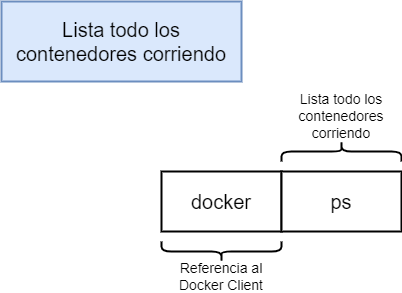 Lista todo los
contenedores corriendo
Lista todo los
contenedores
corriendo
docker
ps
Referencia al
Docker Client